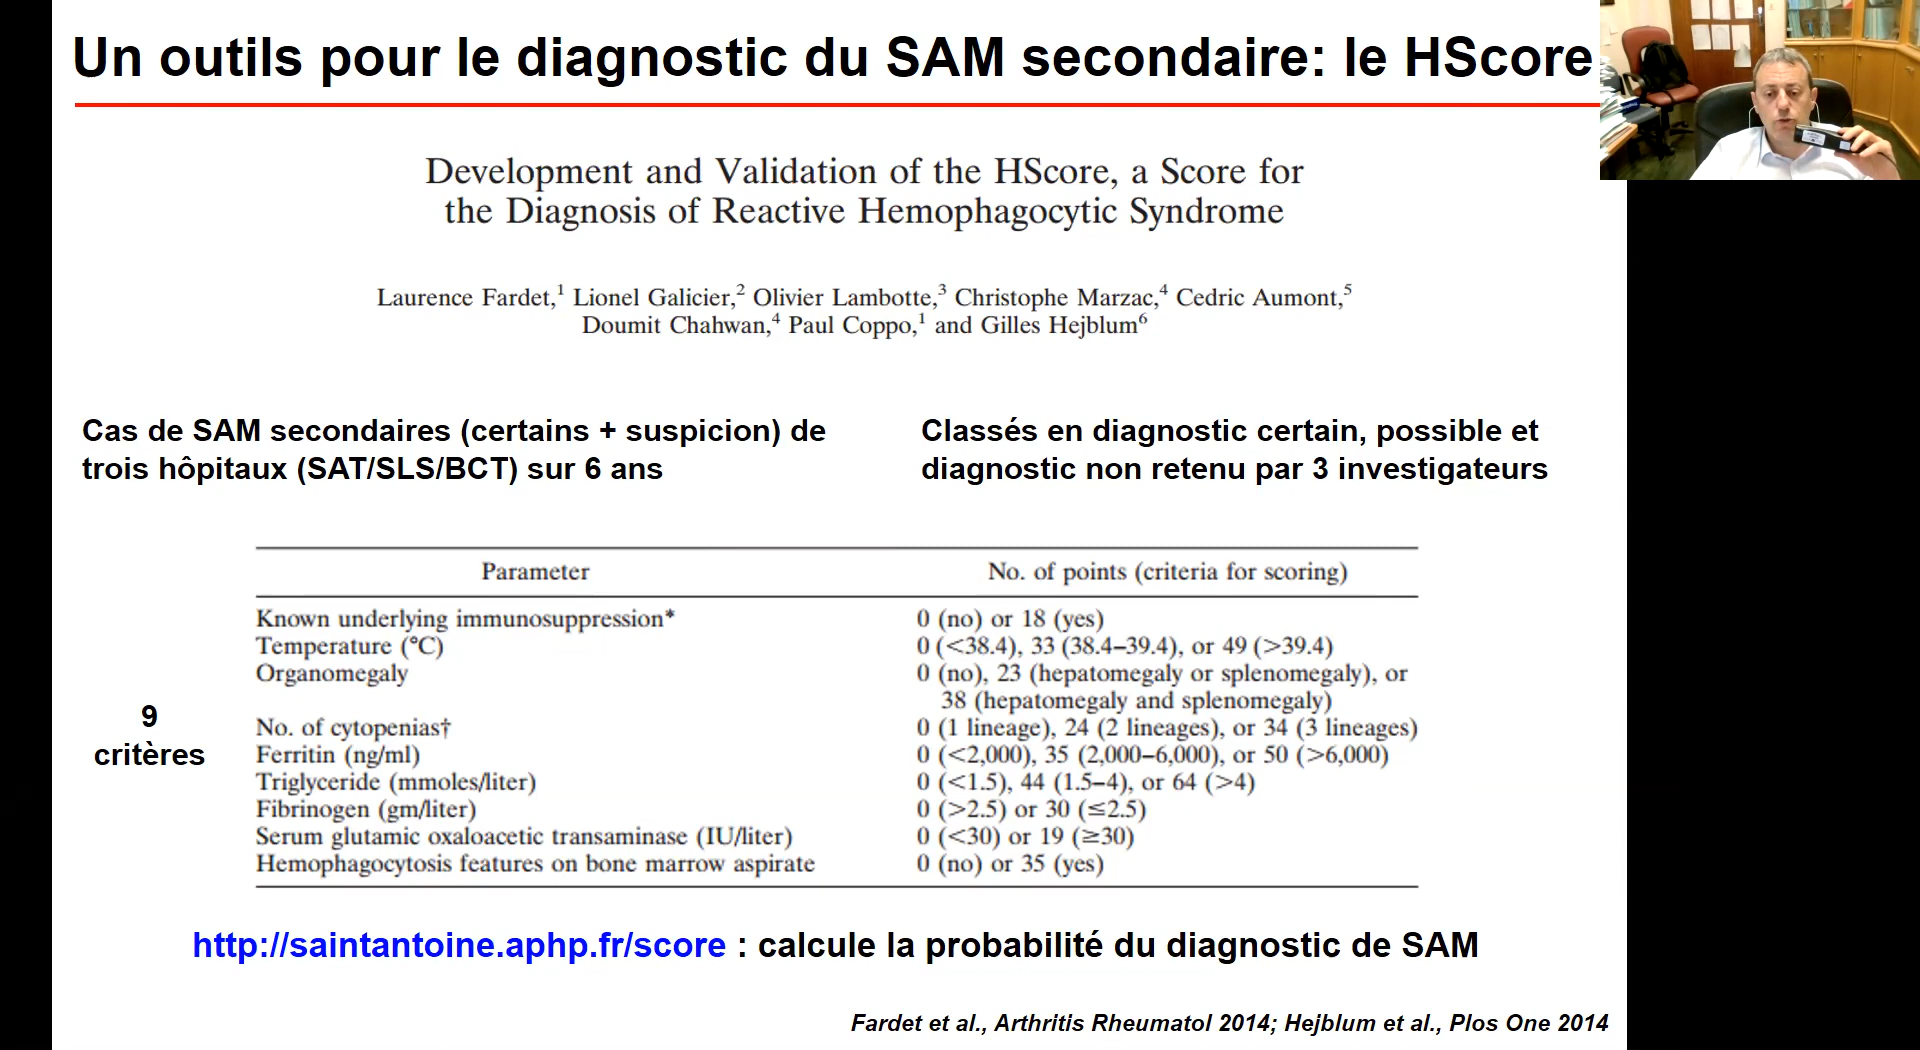 Un outils pour le diagnostic du SAM secondaire: le HScore
Development and Validation of the HScore, a Score for
the Diagnosis of Reactive Hemophagocytic Syndrome
Laurence Fardet,1 Lionel Galicier,2 Olivier Lambotte,3 Christophe Marzac,4 Cedric Aumont,5
Doumit Chahwan,4 Paul Coppo,1 and Gilles Hejblum6
Cas de SAM secondaires (certains + suspicion) de
trois hôpitaux (SAT/SLS/BCT) sur 6 ans
Classés en diagnostic certain, possible et
diagnostic non retenu par 3 investigateurs
9
critères
Parameter No. of points (criteria for scoring)
Known underlying immunosuppression* 0 (no) or 18 (yes)
Temperature (°C) 0 (<38.4), 33 (38.4–39.4), or 49 (>39.4)
Organomegaly 0 (no), 23 (hepatomegaly or splenomegaly), or
38 (hepatomegaly and splenomegaly)
No. of cytopenias† 0 (1 lineage), 24 (2 lineages), or 34 (3 lineages)
Ferritin (ng/ml) 0 (<2,000), 35 (2,000–6,000), or 50 (>6,000)
Triglyceride (mmoles/liter) 0 (<1.5), 44 (1.5–4), or 64 (>4)
Fibrinogen (gm/liter) 0 (>2.5) or 30 (≤2.5)
Serum glutamic oxaloacetic transaminase (IU/liter) 0 (<30) or 19 (≥30)
Hemophagocytosis features on bone marrow aspirate 0 (no) or 35 (yes)
http://saintantoine.aphp.fr/score : calcule la probabilité du diagnostic de SAM
Fardet et al., Arthritis Rheumatol 2014; Hejblum et al., Plos One 2014